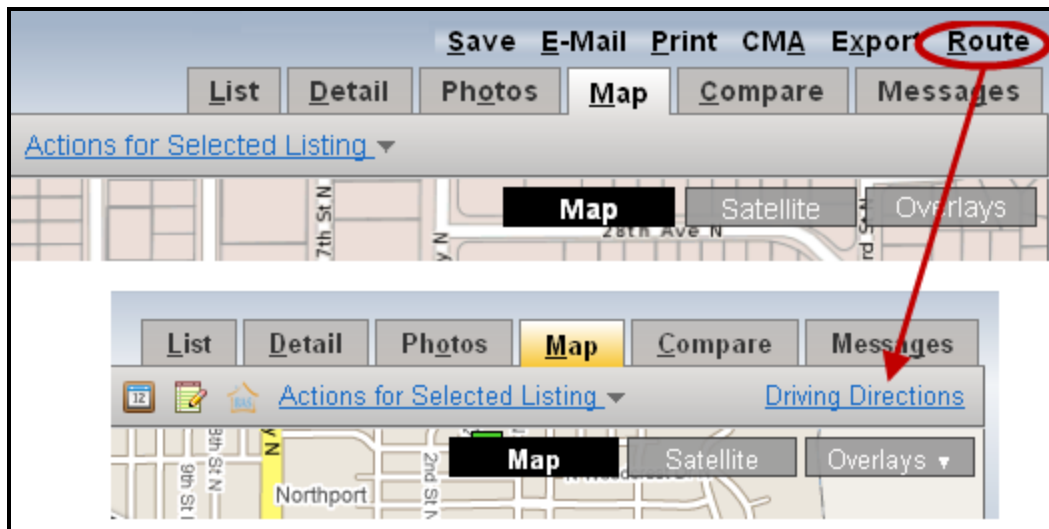 Save E-Mail Print CMA Export Route
List Detail Photos Map Compare Messages
Actions for Selected Listing
Map Satellite Overlays
7th St N
28th Ave N
List Detail Photos Map Compare Messages
12 Actions for Selected Listing Driving Directions
Map Satellite Overlays
9th St N
2nd St N
Northport